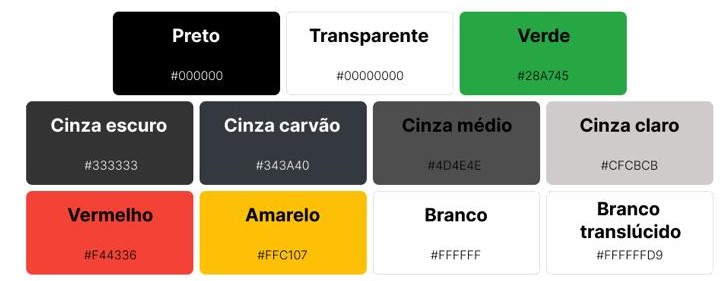 Preto
#000000
Transparente
#00000000
Verde
#28A745
Cinza escuro
#333333
Cinza carvão
#343A40
Cinza médio
#4D4E4E
Cinza claro
#CFCBCB
Vermelho
#F44336
Amarelo
#FFC107
Branco
#FFFFFF
Branco
translúcido
#FFFFFFD9